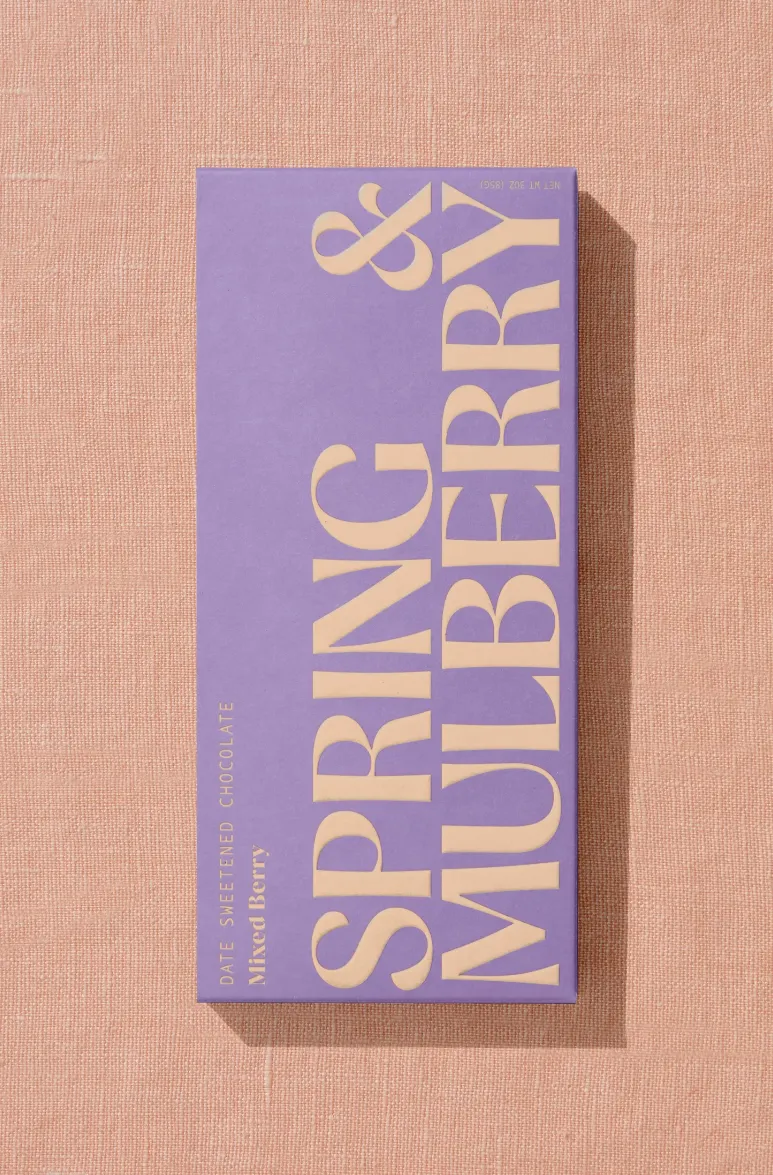 DATE SWEETENED CHOCOLATE
Mixed Berry
SPRING &
MULBERRY
NET WT 3OZ (85G)